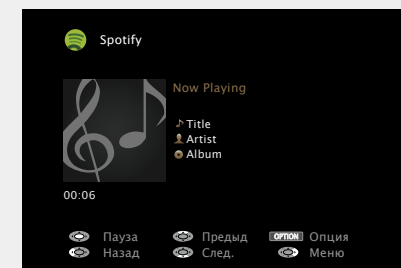 Spotify
Now Playing
Title
Artist
Album
00:06
Пауза Предыд OPTION Опция
Назад След. Меню